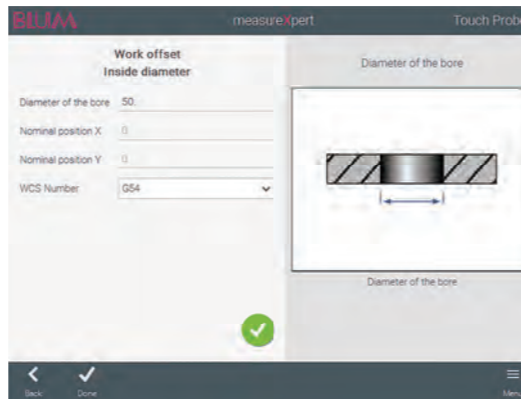 BLUM
measureXpert
Touch Probe
Work offset
Inside diameter
Diameter of the bore 50.
Nominal position X 0
Nominal position Y 0
WCS Number G54
Diameter of the bore
Diameter of the bore
Back
Done
Menu